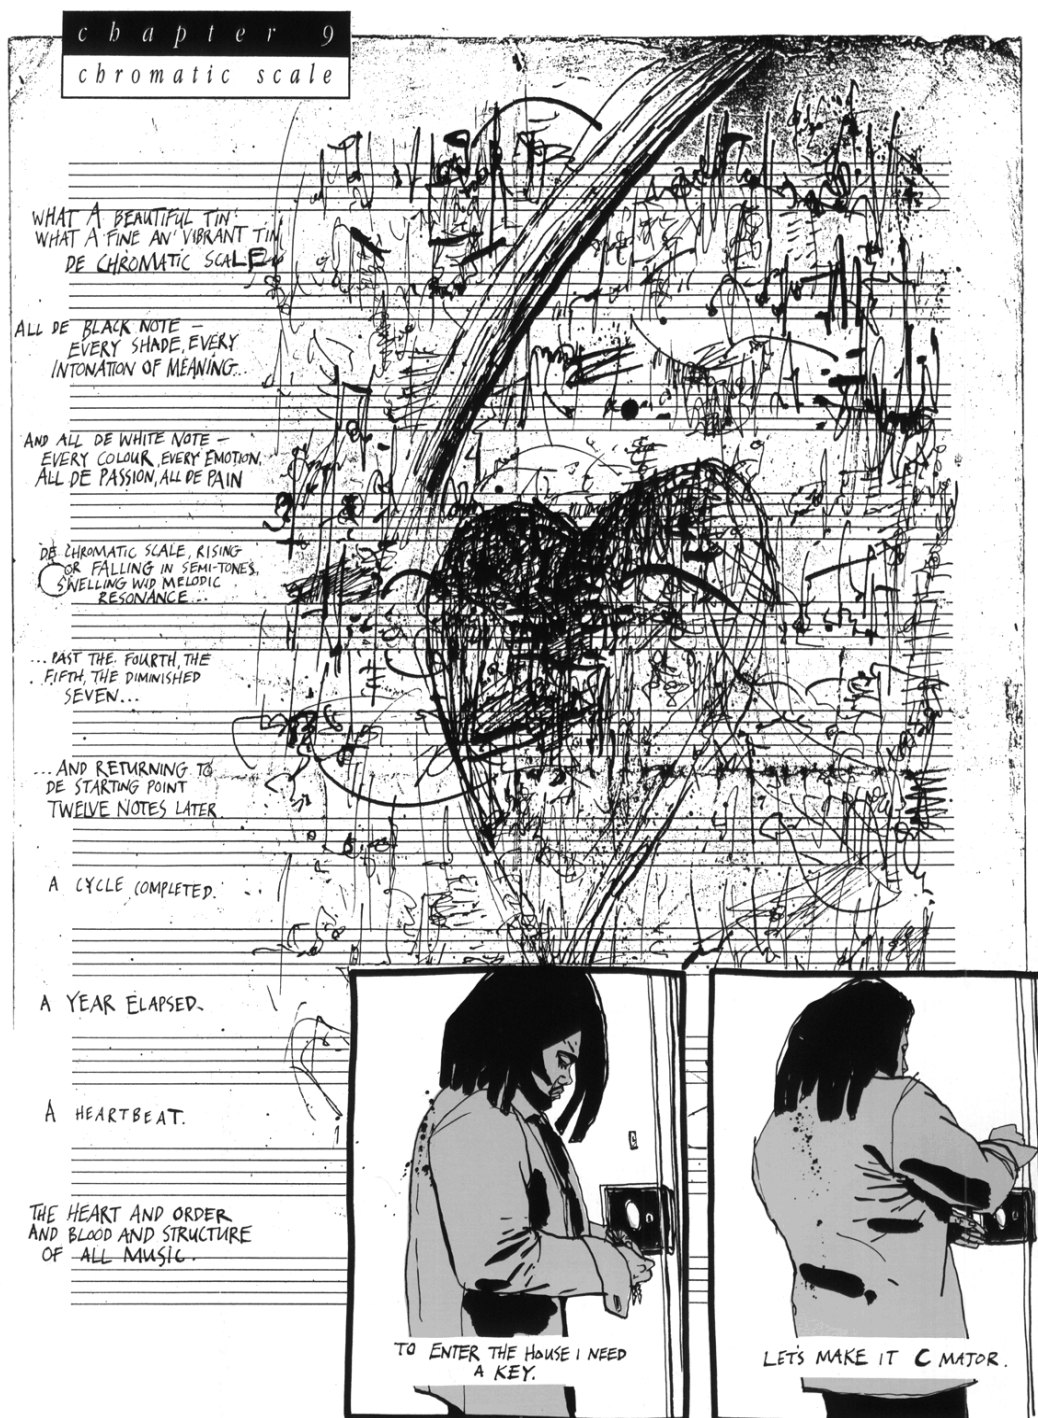 chapter 9
chromatic scale
WHAT A BEAUTIFUL TIN'
WHAT A FINE AN' VIBRANT TIN'
DE CHROMATIC SCALE
ALL DE BLACK NOTE –
EVERY SHADE, EVERY
INTONATION OF MEANING...
AND ALL DE WHITE NOTE –
EVERY COLOUR, EVERY EMOTION,
ALL DE PASSION, ALL DE PAIN
DE CHROMATIC SCALE, RISING
OR FALLING IN SEMI-TONES,
SWELLING WID MELODIC
RESONANCE...
...PAST THE FOURTH, THE
FIFTH, THE DIMINISHED
SEVEN...
...AND RETURNING TO
DE STARTING POINT
TWELVE NOTES LATER
A CYCLE COMPLETED.
A YEAR ELAPSED.
A HEARTBEAT.
THE HEART AND ORDER
AND BLOOD AND STRUCTURE
OF ALL MUSIC.
TO ENTER THE HOUSE I NEED
A KEY.
LET'S MAKE IT C MAJOR.